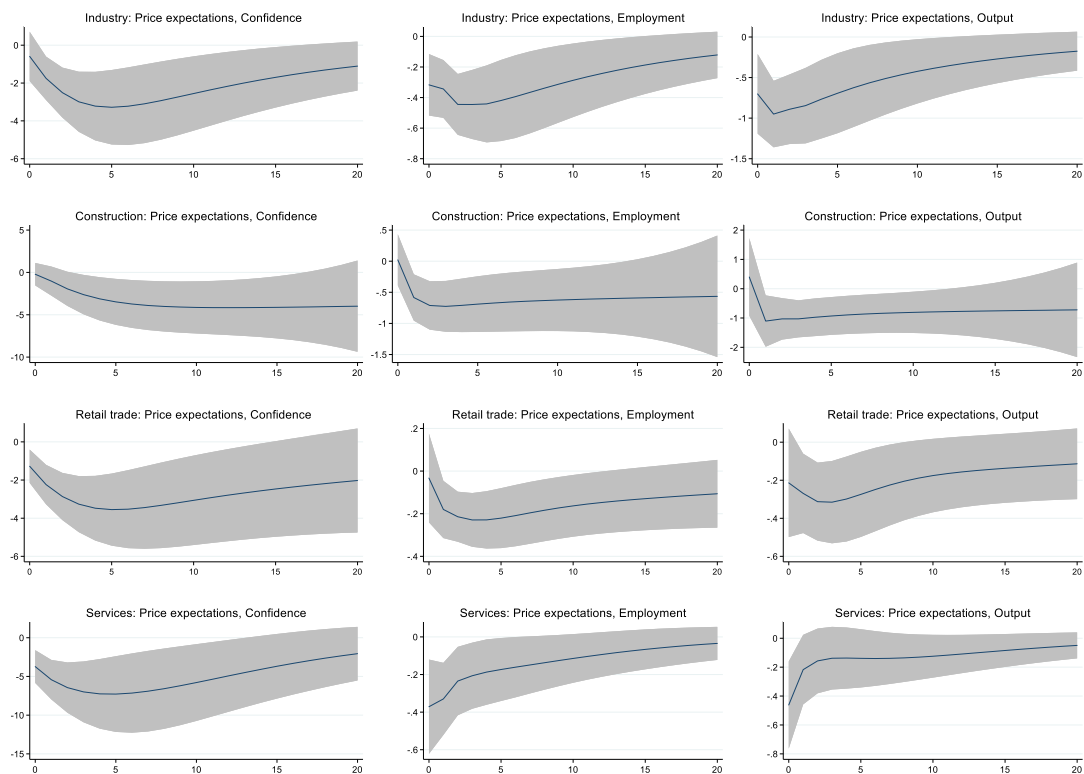 Industry: Price expectations, Confidence
0
-2
-4
-6
0 5 10 15 20
Industry: Price expectations, Employment
0
-.2
-.4
-.6
-.8
0 5 10 15 20
Industry: Price expectations, Output
0
-.5
-1
-1.5
0 5 10 15 20
Construction: Price expectations, Confidence
5
0
-5
-10
0 5 10 15 20
Construction: Price expectations, Employment
.5
0
-.5
-1
-1.5
0 5 10 15 20
Construction: Price expectations, Output
2
1
0
-1
-2
0 5 10 15 20
Retail trade: Price expectations, Confidence
0
-2
-4
-6
0 5 10 15 20
Retail trade: Price expectations, Employment
.2
0
-.2
-.4
0 5 10 15 20
Retail trade: Price expectations, Output
0
-.2
-.4
-.6
0 5 10 15 20
Services: Price expectations, Confidence
0
-5
-10
-15
0 5 10 15 20
Services: Price expectations, Employment
0
-.2
-.4
-.6
0 5 10 15 20
Services: Price expectations, Output
0
-.2
-.4
-.6
-.8
0 5 10 15 20